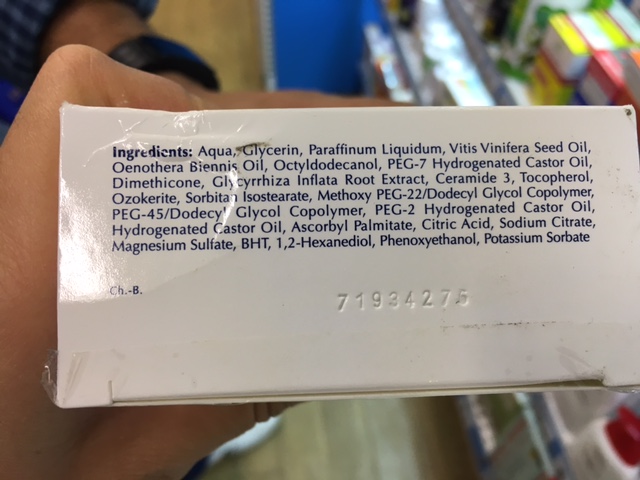 Ingredients: Aqua, Glycerin, Paraffinum Liquidum, Vitis Vinifera Seed Oil,
Oenothera Biennis Oil, Octyldodecanol, PEG-7 Hydrogenated Castor Oil,
Dimethicone, Glycyrrhiza Inflata Root Extract, Ceramide 3, Tocopherol,
Ozokerite, Sorbitan Isostearate, Methoxy PEG-22/Dodecyl Glycol Copolymer,
PEG-45/Dodecyl Glycol Copolymer, PEG-2 Hydrogenated Castor Oil,
Hydrogenated Castor Oil, Ascorbyl Palmitate, Citric Acid, Sodium Citrate,
Magnesium Sulfate, BHT, 1,2-Hexanediol, Phenoxyethanol, Potassium Sorbate
Ch.-B.
71934276